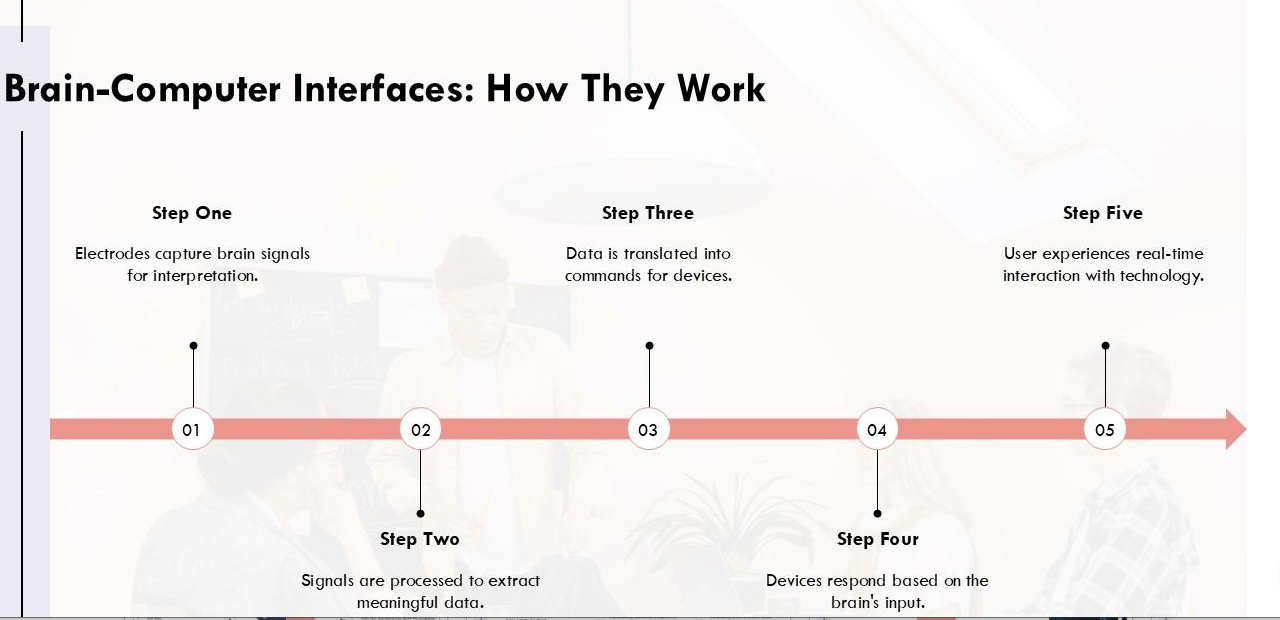 Brain-Computer Interfaces: How They Work
Step One
Electrodes capture brain signals
for interpretation.
Step Three
Data is translated into
commands for devices.
Step Five
User experiences real-time
interaction with technology.
01
02
03
04
05
Step Two
Signals are processed to extract
meaningful data.
Step Four
Devices respond based on the
brain's input.